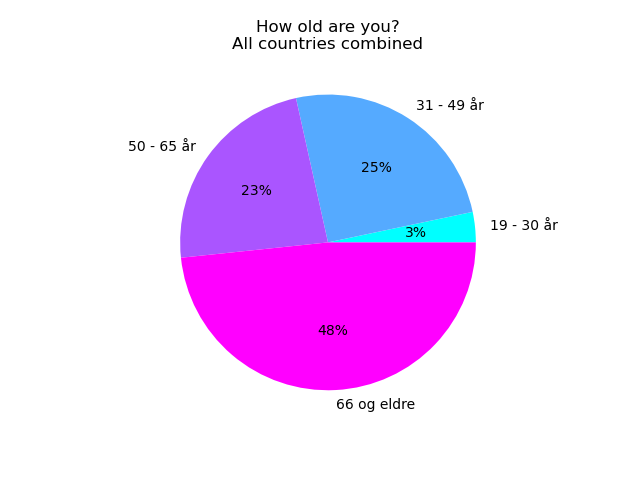 How old are you?
All countries combined
31 - 49 år
50 - 65 år
25%
23%
19 - 30 år
3%
48%
66 og eldre